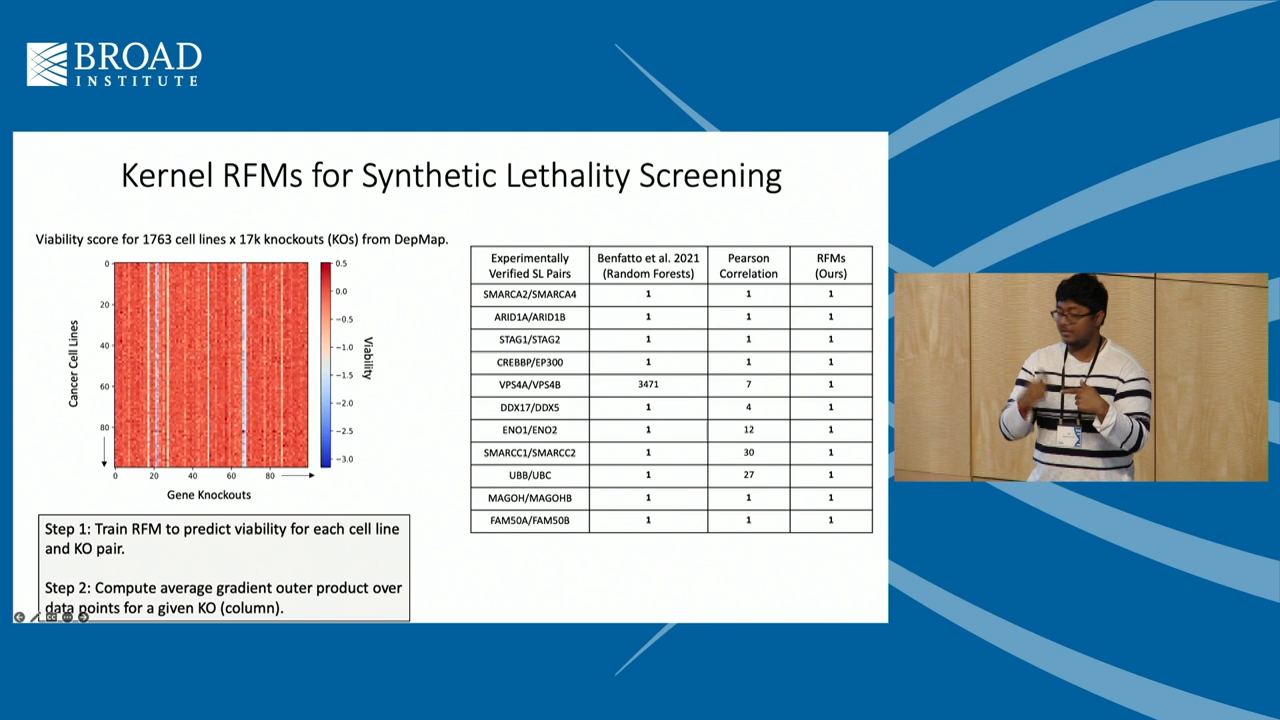 BROAD
INSTITUTE
Kernel RFMs for Synthetic Lethality Screening
Viability score for 1763 cell lines x 17k knockouts (KOs) from DepMap.
0
20
40
60
80
Cancer Cell Lines
0 20 40 60 80
Gene Knockouts
0.5
0.0
−0.5
−1.0
−1.5
−2.0
−2.5
−3.0
Viability
Step 1: Train RFM to predict viability for each cell line
and KO pair.
Step 2: Compute average gradient outer product over
data points for a given KO (column).
Experimentally Benfatto et al. 2021 Pearson RFMs
Verified SL Pairs (Random Forests) Correlation (Ours)
SMARCA2/SMARCA4 1 1 1
ARID1A/ARID1B 1 1 1
STAG1/STAG2 1 1 1
CREBBP/EP300 1 1 1
VPS4A/VPS4B 3471 7 1
DDX17/DDX5 1 4 1
ENO1/ENO2 1 12 1
SMARCC1/SMARCC2 1 30 1
UBB/UBC 1 27 1
MAGOH/MAGOHB 1 1 1
FAM50A/FAM50B 1 1 1